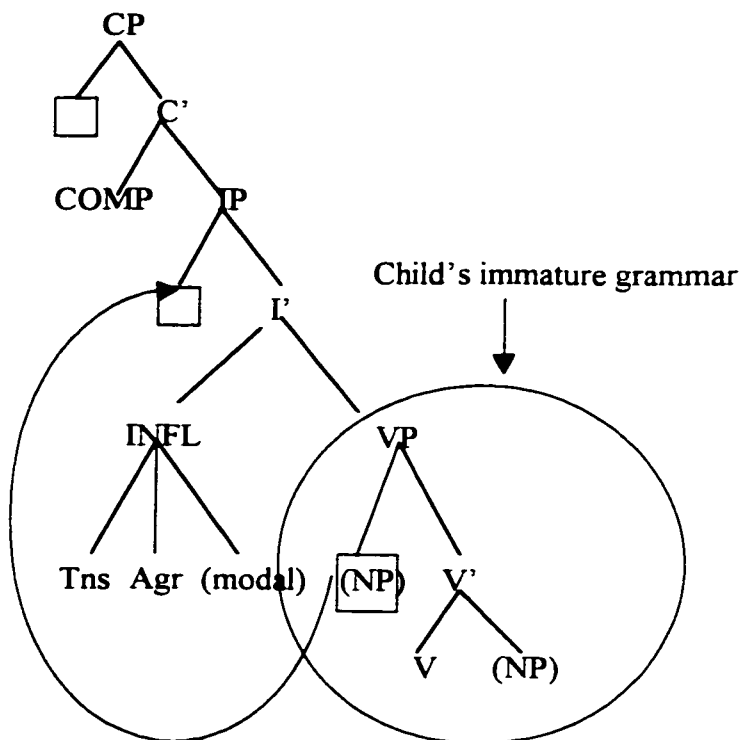 CP
C'
COMP IP
Child's immature grammar
I'
INFL VP
Tns Agr (modal) (NP) V'
V (NP)